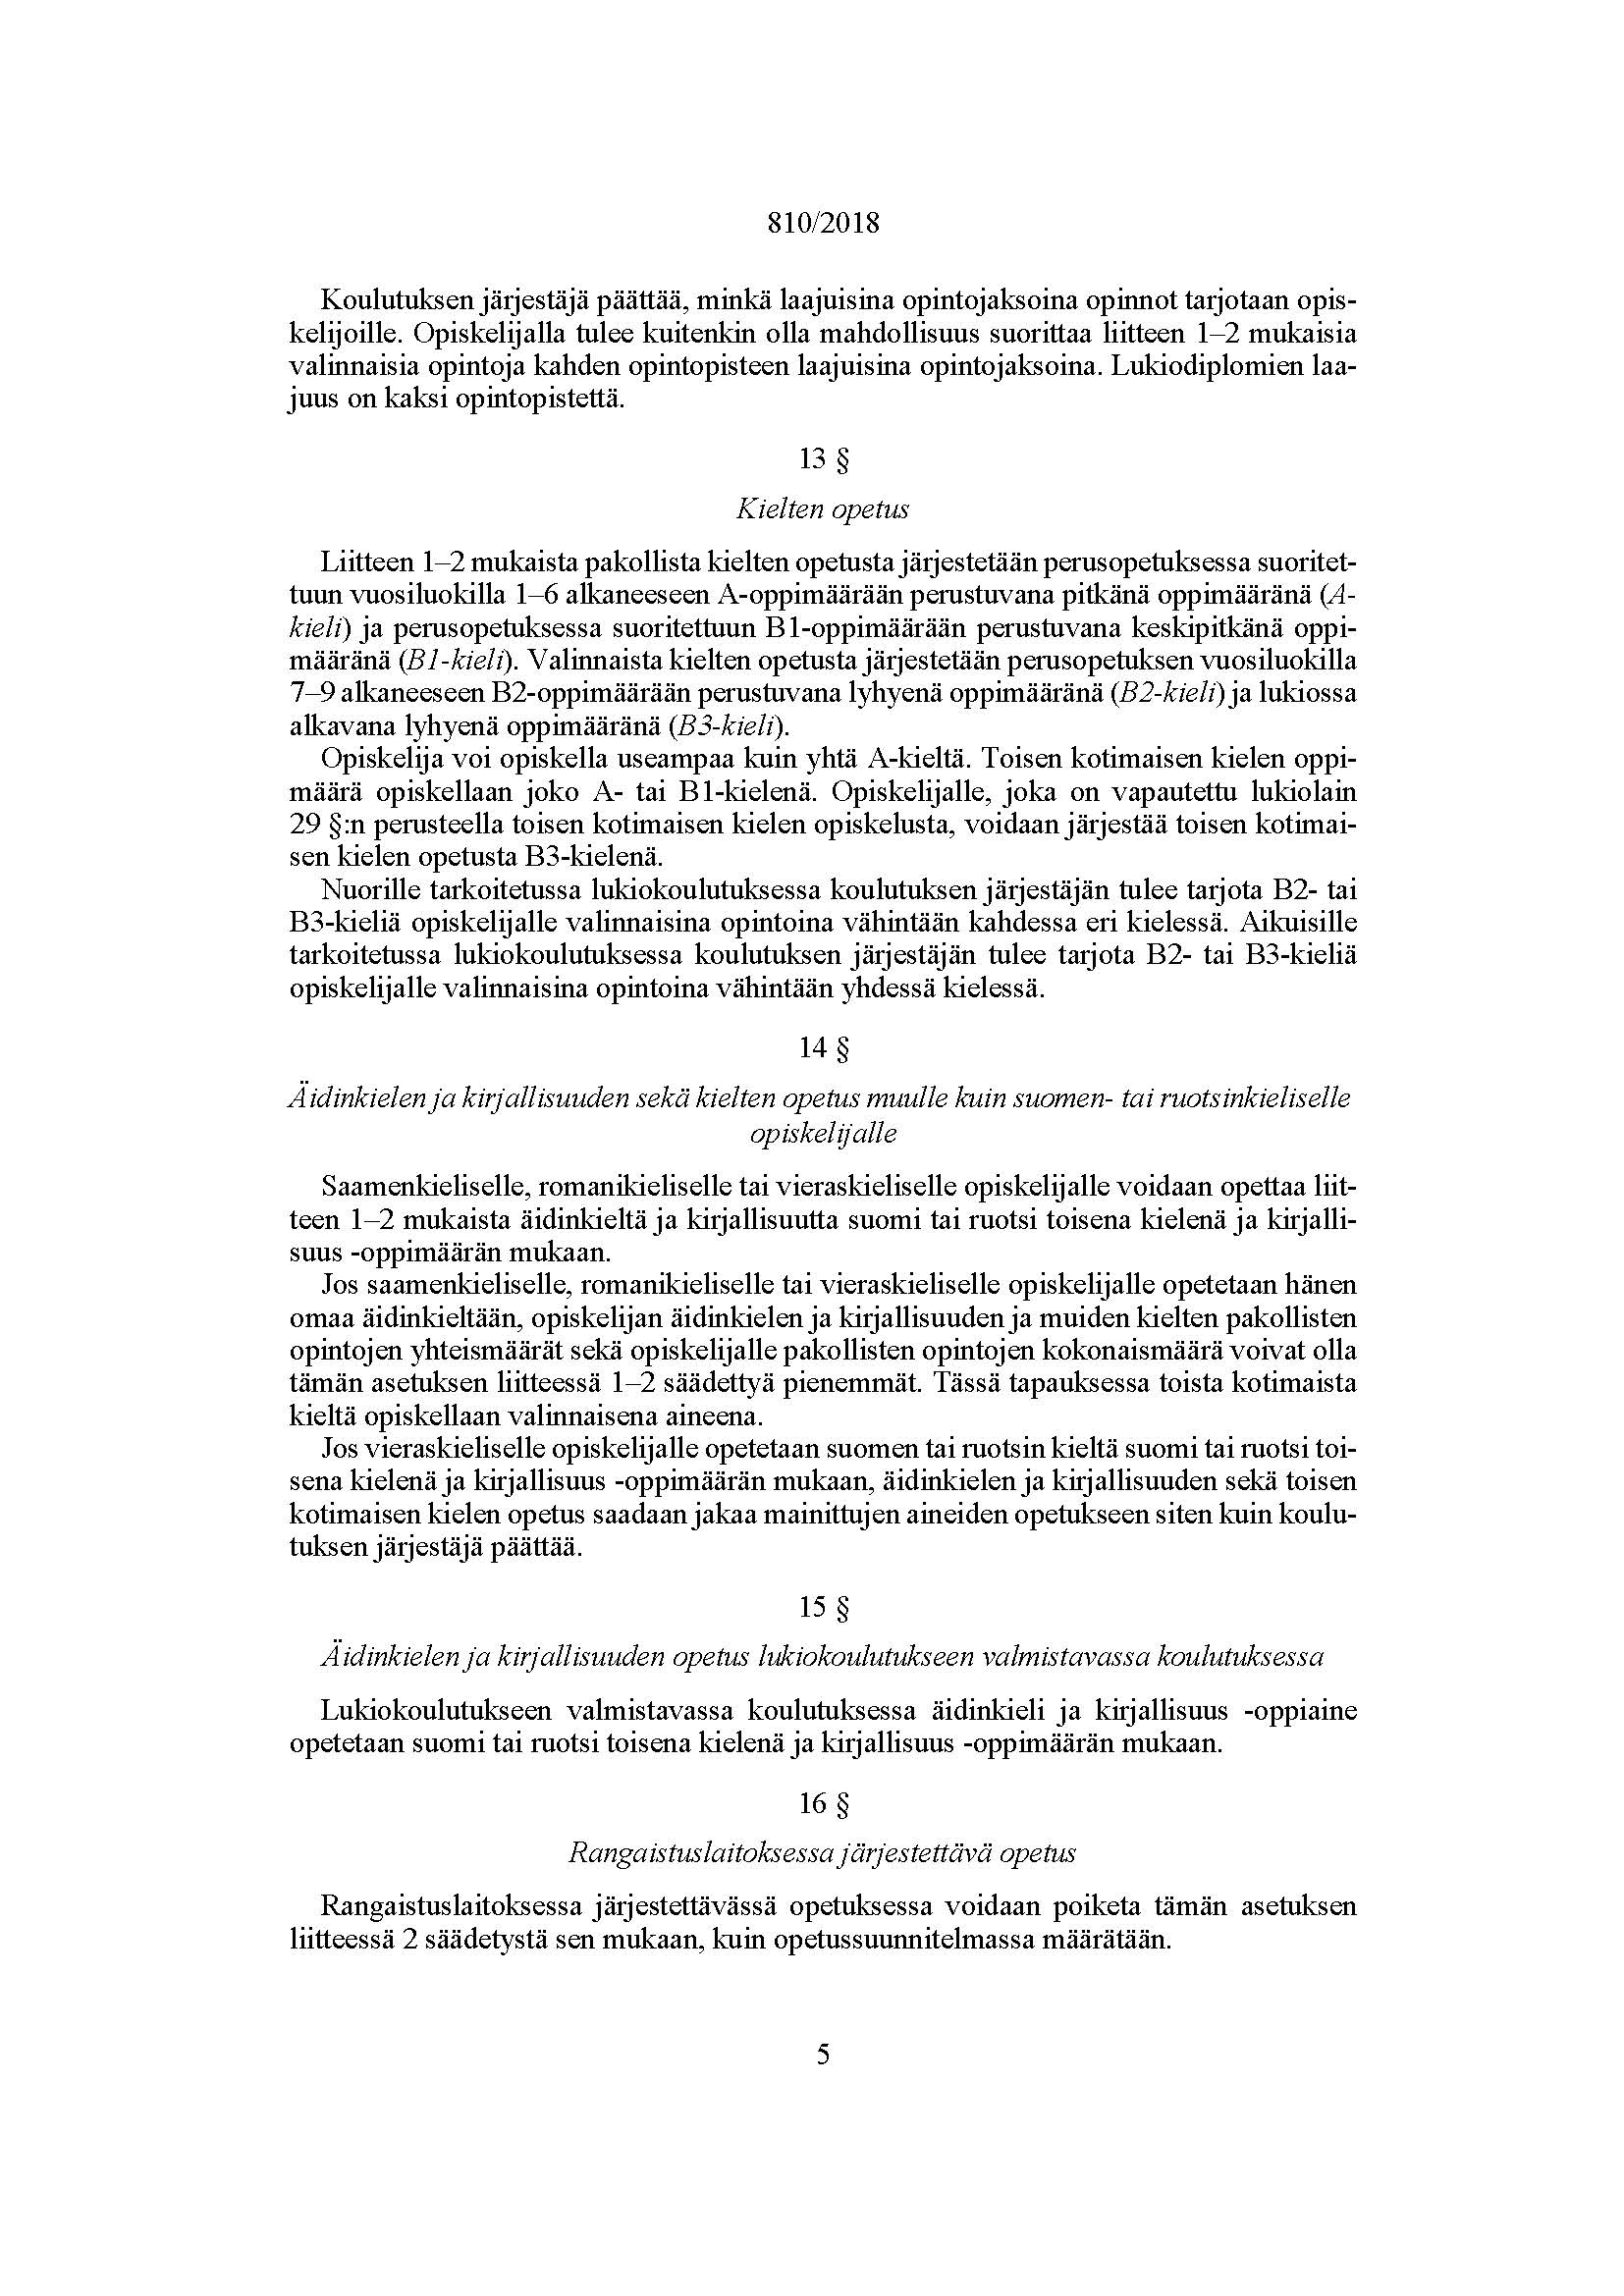 810/2018
Koulutuksen järjestäjä päättää, minkä laajuisina opintojaksoina opinnot tarjotaan opis-
kelijoille. Opiskelijalla tulee kuitenkin olla mahdollisuus suorittaa liitteen 1–2 mukaisia
valinnaisia opintoja kahden opintopisteen laajuisina opintojaksoina. Lukiodiplomien laa-
juus on kaksi opintopistettä.
13 §
Kielten opetus
Liitteen 1–2 mukaista pakollista kielten opetusta järjestetään perusopetuksessa suoritet-
tuun vuosiluokilla 1–6 alkaneeseen A-oppimäärään perustuvana pitkänä oppimääränä (A-
kieli) ja perusopetuksessa suoritettuun B1-oppimäärään perustuvana keskipitkänä oppi-
määränä (B1-kieli). Valinnaista kielten opetusta järjestetään perusopetuksen vuosiluokilla
7–9 alkaneeseen B2-oppimäärään perustuvana lyhyenä oppimääränä (B2-kieli) ja lukiossa
alkavana lyhyenä oppimääränä (B3-kieli).
Opiskelija voi opiskella useampaa kuin yhtä A-kieltä. Toisen kotimaisen kielen oppi-
määrä opiskellaan joko A- tai B1-kielenä. Opiskelijalle, joka on vapautettu lukiolain
29 §:n perusteella toisen kotimaisen kielen opiskelusta, voidaan järjestää toisen kotimai-
sen kielen opetusta B3-kielenä.
Nuorille tarkoitetussa lukiokoulutuksessa koulutuksen järjestäjän tulee tarjota B2- tai
B3-kieliä opiskelijalle valinnaisina opintoina vähintään kahdessa eri kielessä. Aikuisille
tarkoitetussa lukiokoulutuksessa koulutuksen järjestäjän tulee tarjota B2- tai B3-kieliä
opiskelijalle valinnaisina opintoina vähintään yhdessä kielessä.
14 §
Äidinkielen ja kirjallisuuden sekä kielten opetus muulle kuin suomen- tai ruotsinkieliselle
opiskelijalle
Saamenkieliselle, romanikieliselle tai vieraskieliselle opiskelijalle voidaan opettaa liit-
teen 1–2 mukaista äidinkieltä ja kirjallisuutta suomi tai ruotsi toisena kielenä ja kirjalli-
suus -oppimäärän mukaan.
Jos saamenkieliselle, romanikieliselle tai vieraskieliselle opiskelijalle opetetaan hänen
omaa äidinkieltään, opiskelijan äidinkielen ja kirjallisuuden ja muiden kielten pakollisten
opintojen yhteismäärät sekä opiskelijalle pakollisten opintojen kokonaismäärä voivat olla
tämän asetuksen liitteessä 1–2 säädettyä pienemmät. Tässä tapauksessa toista kotimaista
kieltä opiskellaan valinnaisena aineena.
Jos vieraskieliselle opiskelijalle opetetaan suomen tai ruotsin kieltä suomi tai ruotsi toi-
sena kielenä ja kirjallisuus -oppimäärän mukaan, äidinkielen ja kirjallisuuden sekä toisen
kotimaisen kielen opetus saadaan jakaa mainittujen aineiden opetukseen siten kuin koulu-
tuksen järjestäjä päättää.
15 §
Äidinkielen ja kirjallisuuden opetus lukiokoulutukseen valmistavassa koulutuksessa
Lukiokoulutukseen valmistavassa koulutuksessa äidinkieli ja kirjallisuus -oppiaine
opetetaan suomi tai ruotsi toisena kielenä ja kirjallisuus -oppimäärän mukaan.
16 §
Rangaistuslaitoksessa järjestettävä opetus
Rangaistuslaitoksessa järjestettävässä opetuksessa voidaan poiketa tämän asetuksen
liitteessä 2 säädetystä sen mukaan, kuin opetussuunnitelmassa määrätään.
5